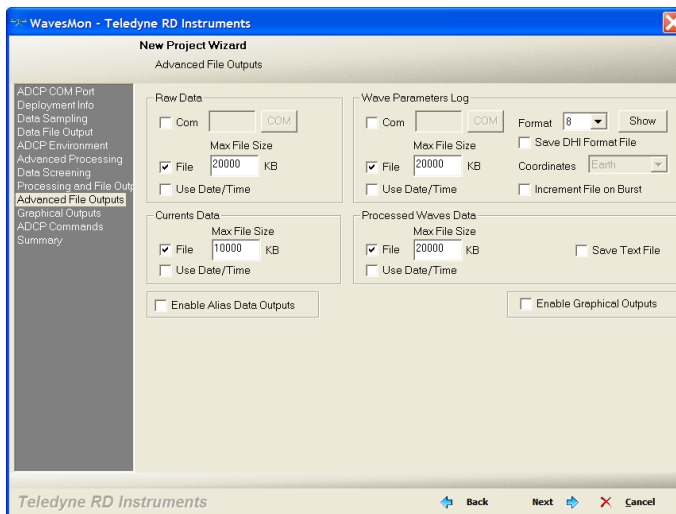 WavesMon - Teledyne RD Instruments
New Project Wizard
Advanced File Outputs
ADCP COM Port
Deployment Info
Data Sampling
Data File Output
ADCP Environment
Advanced Processing
Data Screening
Processing and File Outp
Advanced File Outputs
Graphical Outputs
ADCP Commands
Summary
Raw Data
Com
COM
Max File Size
File
20000
KB
Use Date/Time
Wave Parameters Log
Com
COM
Format
8
Show
Max File Size
Save DHI Format File
File
20000
KB
Coordinates
Earth
Use Date/Time
Increment File on Burst
Currents Data
Max File Size
File
10000
KB
Use Date/Time
Processed Waves Data
Max File Size
File
20000
KB
Save Text File
Use Date/Time
Enable Alias Data Outputs
Enable Graphical Outputs
Teledyne RD Instruments
Back
Next
Cancel